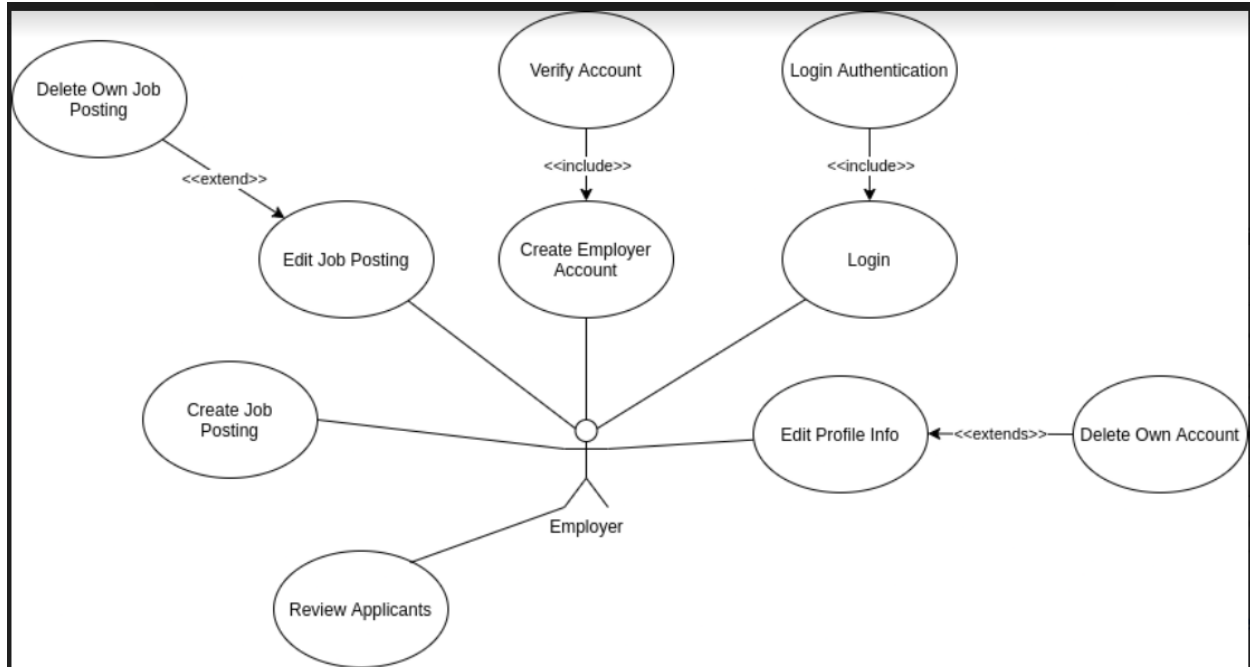 Verify Account
Login Authentication
Delete Own Job
Posting
<<include>>
<<include>>
<<extend>>
Edit Job Posting
Create Employer
Account
Login
Create Job
Posting
Edit Profile Info
<<extends>>
Delete Own Account
Employer
Review Applicants